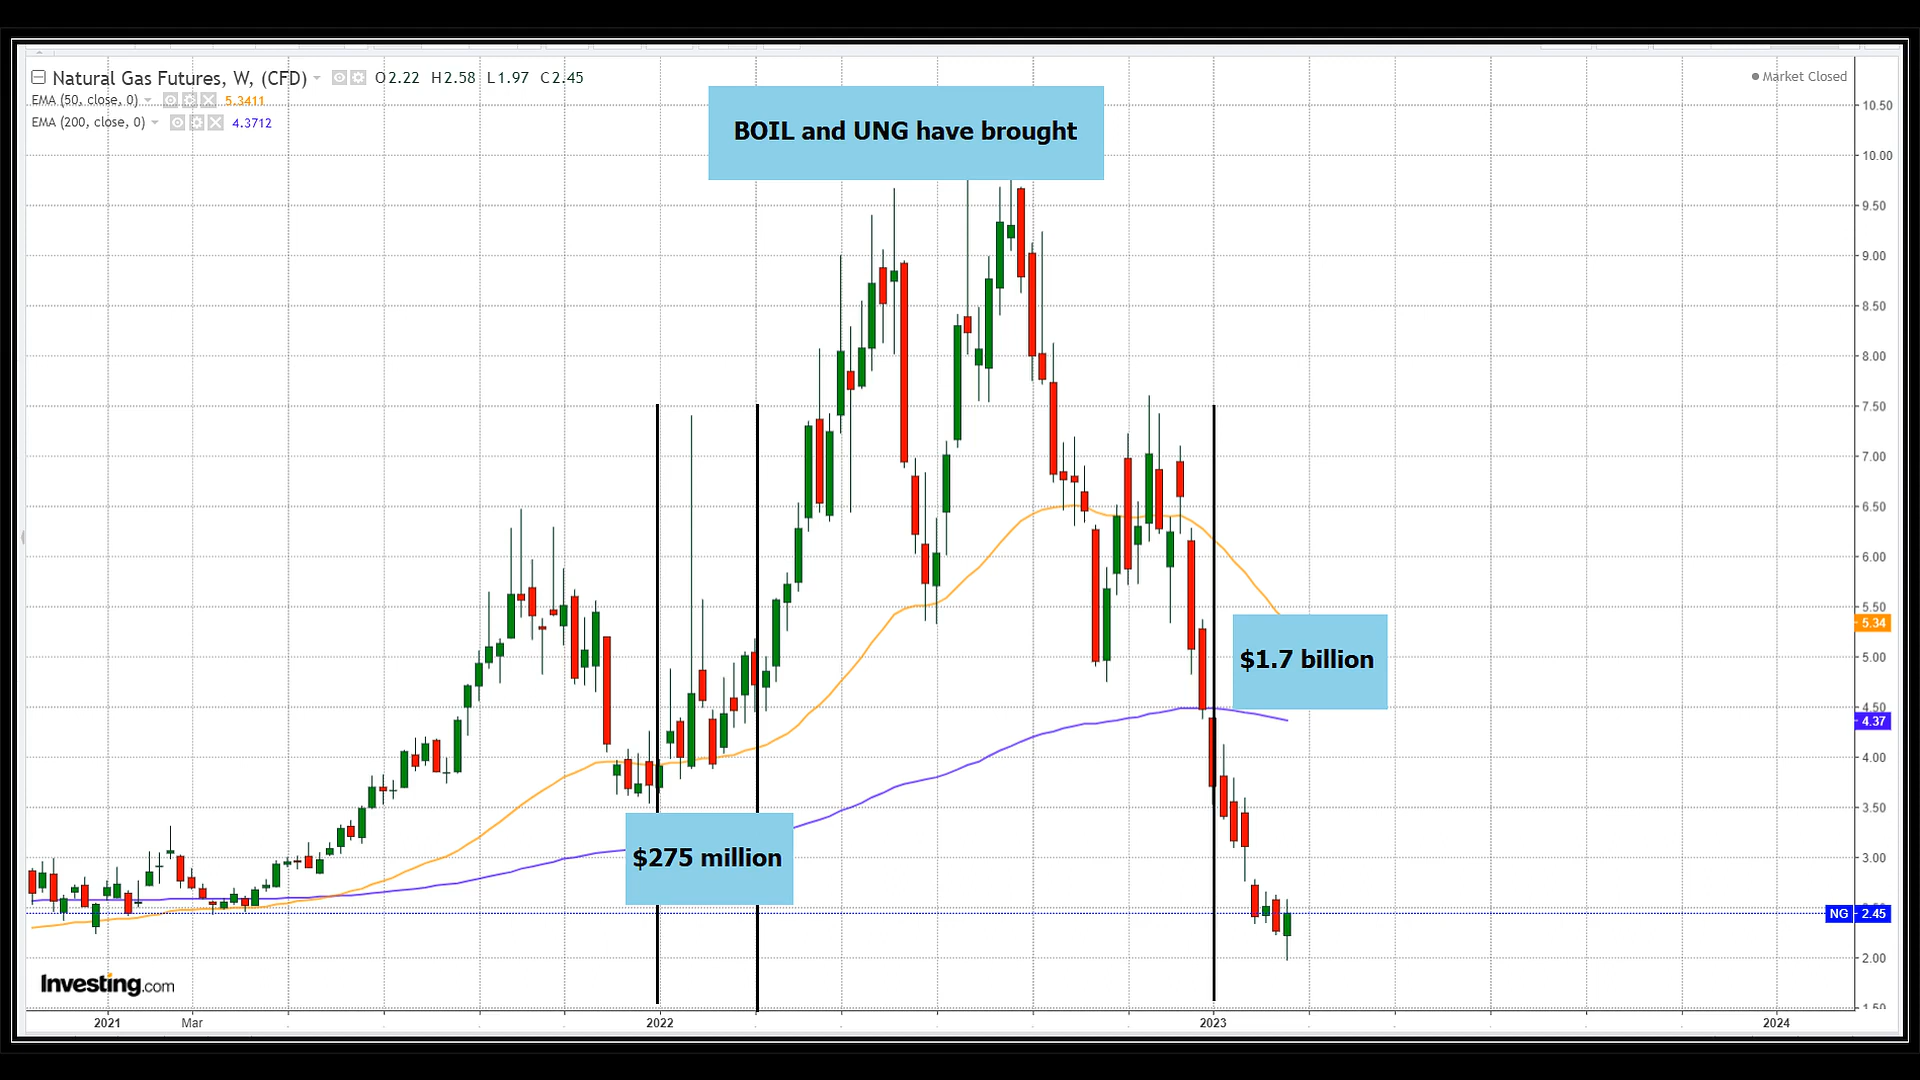 Natural Gas Futures, W, (CFD) O2.22 H2.58 L1.97 C2.45
Market Closed
EMA (50, close, 0) 5.3411
EMA (200, close, 0) 4.3712
BOIL and UNG have brought
$1.7 billion
$275 million
10.50
10.00
9.50
9.00
8.50
8.00
7.50
7.00
6.50
6.00
5.50
5.34
5.00
4.50
4.37
4.00
3.50
3.00
NG 2.45
2.00
1.50
Investing.com
2021 Mar 2022 2023 2024